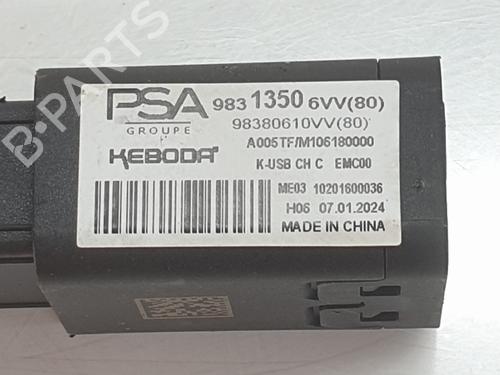 B-PARTS
PSA 9831 1350 6VV(80)
GROUPE 98380610VV(80)
A005TF/M106180000
KEBODA K-USB CH C EMC00
ME03 10201600036
H06 07.01.2024
MADE IN CHINA